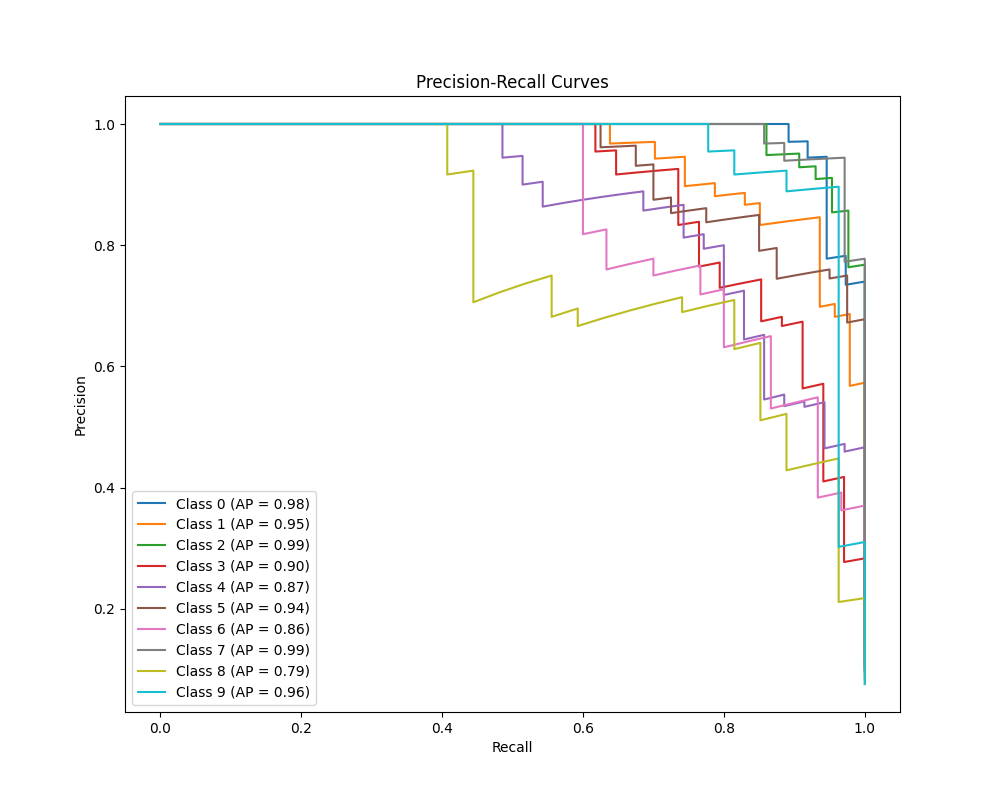 Precision-Recall Curves
1.0
0.8
0.6
0.4
0.2
Precision
Class 0 (AP = 0.98)
Class 1 (AP = 0.95)
Class 2 (AP = 0.99)
Class 3 (AP = 0.90)
Class 4 (AP = 0.87)
Class 5 (AP = 0.94)
Class 6 (AP = 0.86)
Class 7 (AP = 0.99)
Class 8 (AP = 0.79)
Class 9 (AP = 0.96)
0.0 0.2 0.4 0.6 0.8 1.0
Recall